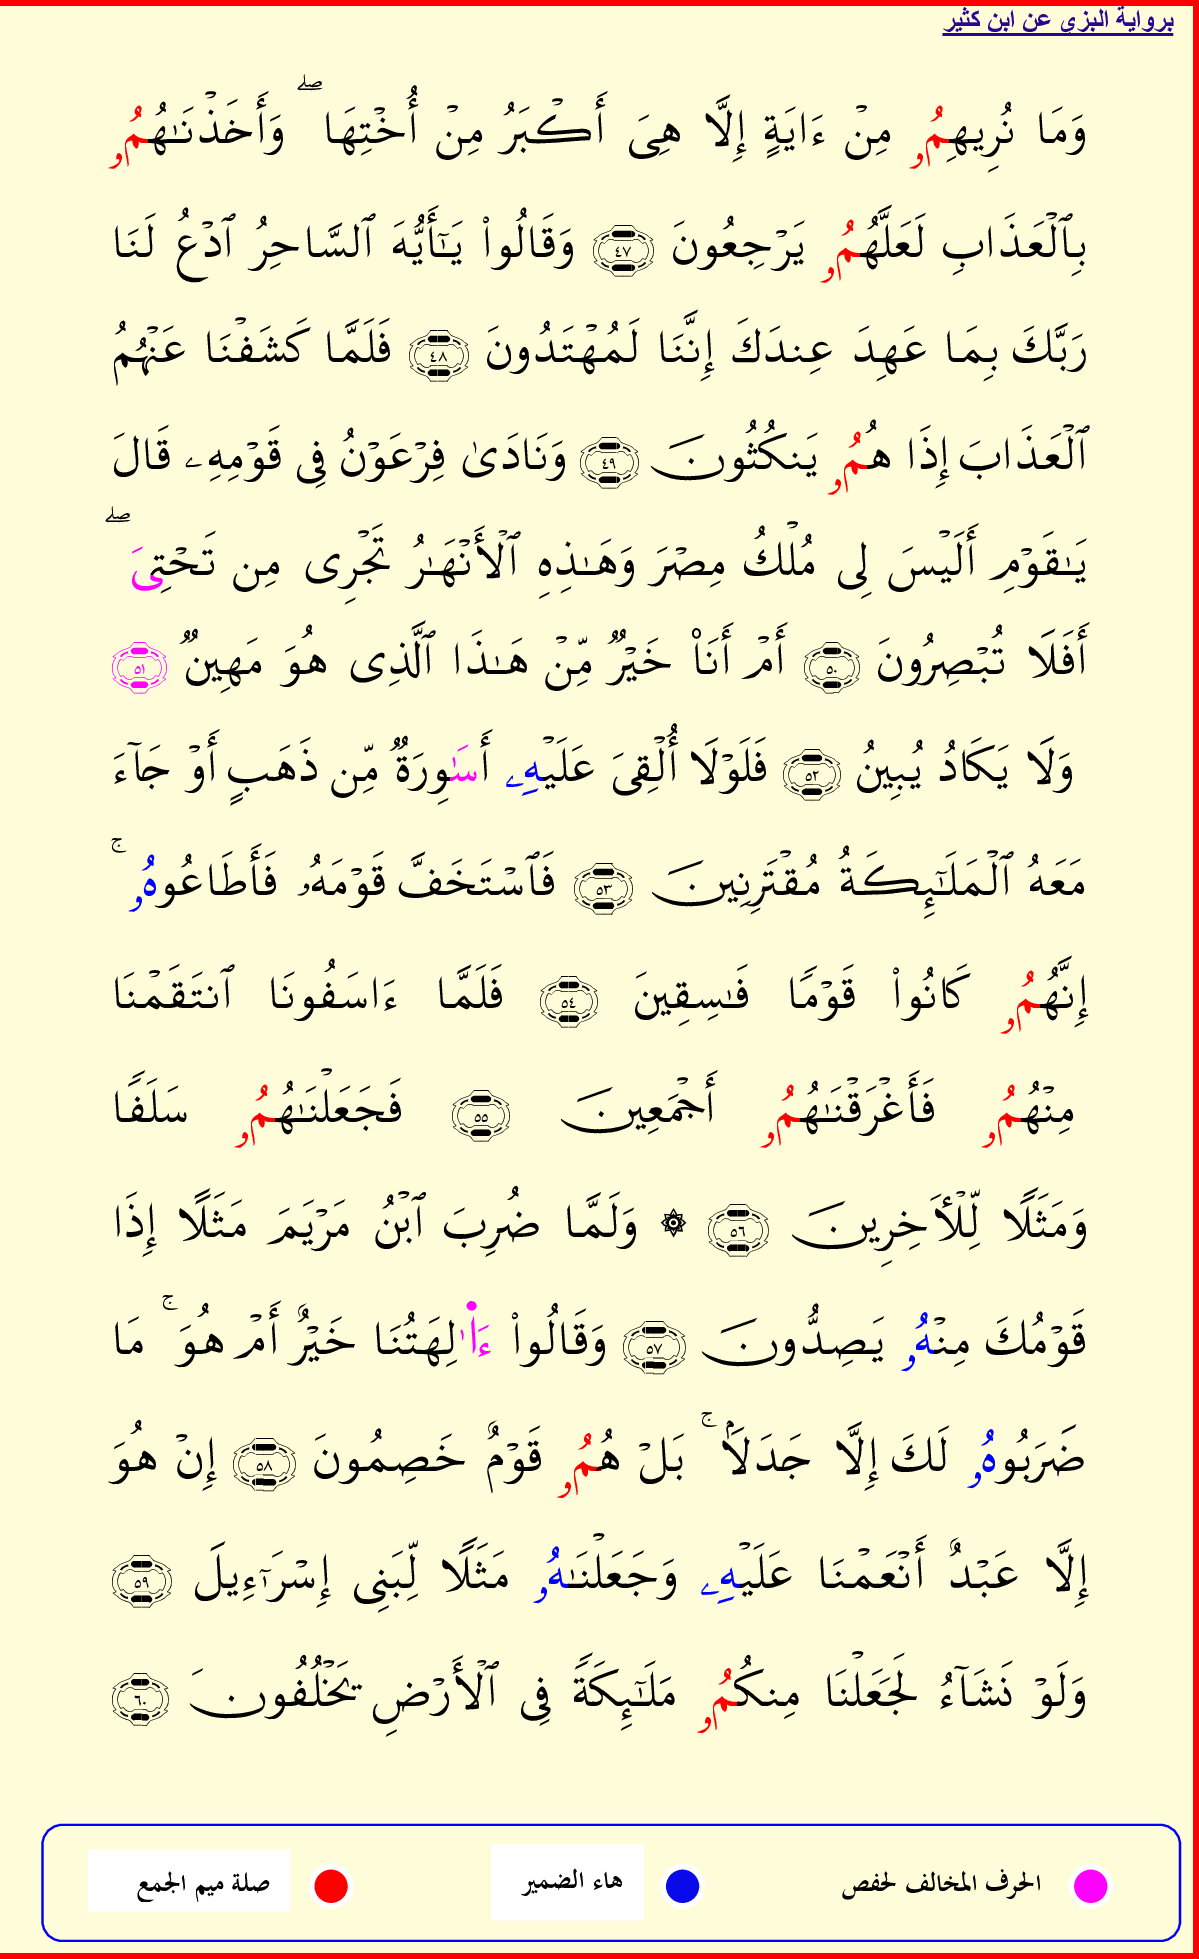 برواية البزى عن ابن كثير
وَمَا نُرِيهِمُۥ مِنۡ ءَايَةٍ إِلَّا هِىَ أَكۡبَرُ مِنۡ أُخۡتِهَاۖ وَأَخَذۡنَـٰهُمُۥ
بِٱلۡعَذَابِ لَعَلَّهُمُۥ يَرۡجِعُونَ ٤٧ وَقَالُواْ يَـٰٓأَيُّهَ ٱلسَّاحِرُ ٱدۡعُ لَنَا
رَبَّكَ بِمَا عَهِدَ عِندَكَ إِنَّنَا لَمُهۡتَدُونَ ٤٨ فَلَمَّا كَشَفۡنَا عَنۡهُمُ
ٱلۡعَذَابَ إِذَا هُمُۥ يَنكُثُونَ ٤٩ وَنَادَىٰ فِرۡعَوۡنُ فِى قَوۡمِهِۦ قَالَ
يَـٰقَوۡمِ أَلَيۡسَ لِى مُلۡكُ مِصۡرَ وَهَـٰذِهِ ٱلۡأَنۡهَـٰرُ تَجۡرِى مِن تَحۡتِىَۖ
أَفَلَا تُبۡصِرُونَ ٥٠ أَمۡ أَنَا۠ خَيۡرٌ مِّنۡ هَـٰذَا ٱلَّذِى هُوَ مَهِينٌ ٥١
وَلَا يَكَادُ يُبِينُ ٥٢ فَلَوۡلَا أُلۡقِىَ عَلَيۡهِۦ أَسَـٰوِرَةٌ مِّن ذَهَبٍ أَوۡ جَآءَ
مَعَهُ ٱلۡمَلَـٰٓئِكَةُ مُقۡتَرِنِينَ ٥٣ فَٱسۡتَخَفَّ قَوۡمَهُۥ فَأَطَاعُوهُۥۚ
إِنَّهُمُۥ كَانُواْ قَوۡمًا فَـٰسِقِينَ ٥٤ فَلَمَّا ءَاسَفُونَا ٱنتَقَمۡنَا
مِنۡهُمُۥ فَأَغۡرَقۡنَـٰهُمُۥ أَجۡمَعِينَ ٥٥ فَجَعَلۡنَـٰهُمُۥ سَلَفًا
وَمَثَلًا لِّلۡأَخِرِينَ ٥٦ ۞ وَلَمَّا ضُرِبَ ٱبۡنُ مَرۡيَمَ مَثَلًا إِذَا
قَوۡمُكَ مِنۡهُۥ يَصِدُّونَ ٥٧ وَقَالُواْ ءَاٰ۬لِهَتُنَا خَيۡرٌ أَمۡ هُوَۚ مَا
ضَرَبُوهُۥ لَكَ إِلَّا جَدَلَۢاۚ بَلۡ هُمُۥ قَوۡمٌ خَصِمُونَ ٥٨ إِنۡ هُوَ
إِلَّا عَبۡدٌ أَنۡعَمۡنَا عَلَيۡهِۦ وَجَعَلۡنَـٰهُۥ مَثَلًا لِّبَنِى إِسۡرَٰٓءِيلَ ٥٩
وَلَوۡ نَشَآءُ لَجَعَلۡنَا مِنكُمُۥ مَلَـٰٓئِكَةً فِى ٱلۡأَرۡضِ يَخۡلُفُونَ ٦٠
الحرف المخالف لحفص
هاء الضمير
صلة ميم الجمع